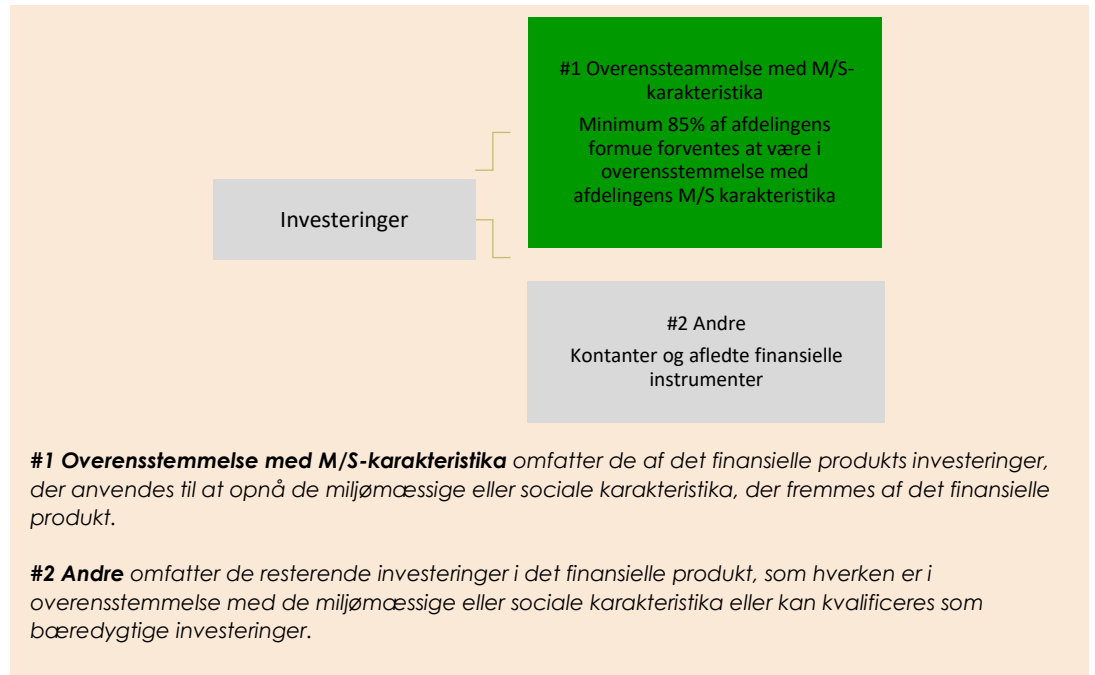 #1 Overenssteammelse med M/S-
karakteristika
Minimum 85% af afdelingens
formue forventes at være i
overensstemmelse med
afdelingens M/S karakteristika
Investeringer
#2 Andre
Kontanter og afledte finansielle
instrumenter
#1 Overensstemmelse med M/S-karakteristika omfatter de af det finansielle produkts investeringer,
der anvendes til at opnå de miljømæssige eller sociale karakteristika, der fremmes af det finansielle
produkt.
#2 Andre omfatter de resterende investeringer i det finansielle produkt, som hverken er i
overensstemmelse med de miljømæssige eller sociale karakteristika eller kan kvalificeres som
bæredygtige investeringer.